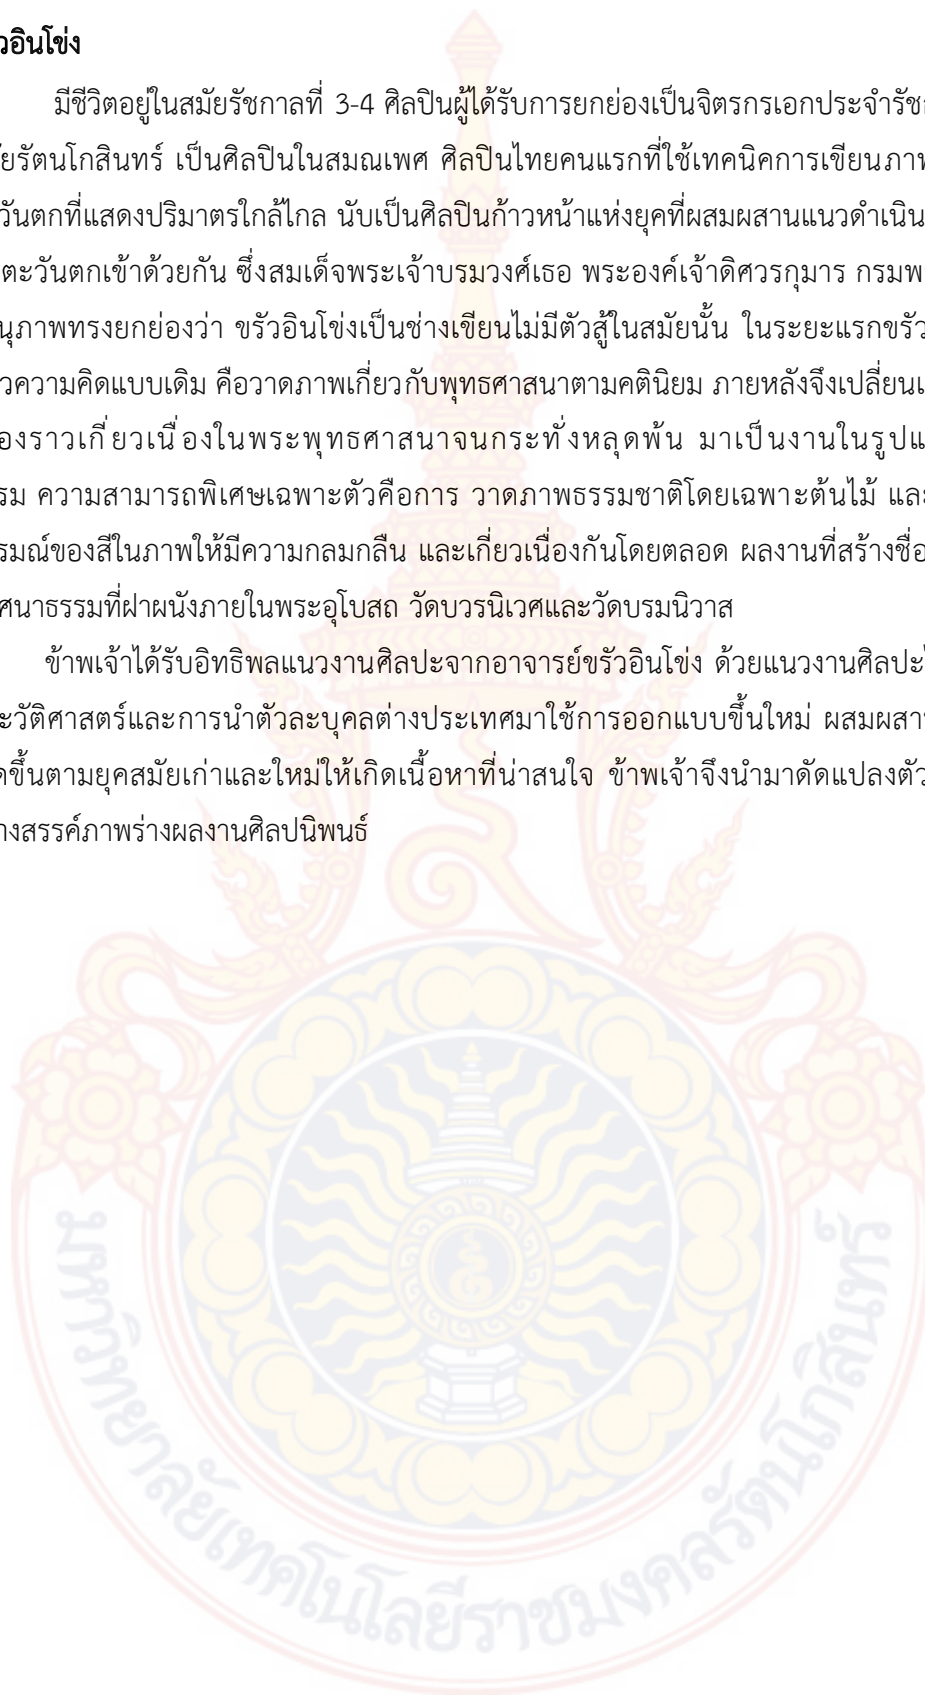 วอินโข่ง
มีชีวิตอยู่ในสมัยรัชกาลที่ 3-4 ศิลปินผู้ได้รับการยกย่องเป็นจิตรกรเอกประจำรัช
ัยรัตนโกสินทร์ เป็นศิลปินในสมณเพศ ศิลปินไทยคนแรกที่ใช้เทคนิคการเขียนภาพ
วันตกที่แสดงปริมาตรใกล้ไกล นับเป็นศิลปินก้าวหน้าแห่งยุคที่ผสมผสานแนวดำเนิน
ตะวันตกเข้าด้วยกัน ซึ่งสมเด็จพระเจ้าบรมวงศ์เธอ พระองค์เจ้าดิศวรกุมาร กรมพ
นุภาพทรงยกย่องว่า ขรัวอินโข่งเป็นช่างเขียนไม่มีตัวสู้ในสมัยนั้น ในระยะแรกขรัว
วความคิดแบบเดิม คือวาดภาพเกี่ยวกับพุทธศาสนาตามคตินิยม ภายหลังจึงเปลี่ยนแ
องราวเกี่ยวเนื่องในพระพุทธศาสนาจนกระทั่งหลุดพ้น มาเป็นงานในรูปแ
รม ความสามารถพิเศษเฉพาะตัวคือการ วาดภาพธรรมชาติโดยเฉพาะต้นไม้ และ
รมณ์ของสีในภาพให้มีความกลมกลืน และเกี่ยวเนื่องกันโดยตลอด ผลงานที่สร้างชื่อ
ศนาธรรมที่ฝาผนังภายในพระอุโบสถ วัดบวรนิเวศและวัดบรมนิวาส
ข้าพเจ้าได้รับอิทธิพลแนวงานศิลปะจากอาจารย์ขรัวอินโข่ง ด้วยแนวงานศิลปะไ
ะวัติศาสตร์และการนำตัวละบุคลต่างประเทศมาใช้การออกแบบขึ้นใหม่ ผสมผสา
ดขึ้นตามยุคสมัยเก่าและใหม่ให้เกิดเนื้อหาที่น่าสนใจ ข้าพเจ้าจึงนำมาดัดแปลงตัว
างสรรค์ภาพร่างผลงานศิลปนิพนธ์
มหาวิทยาลัยเทคโนโลยีราชมงคลรัตนโกสินทร์